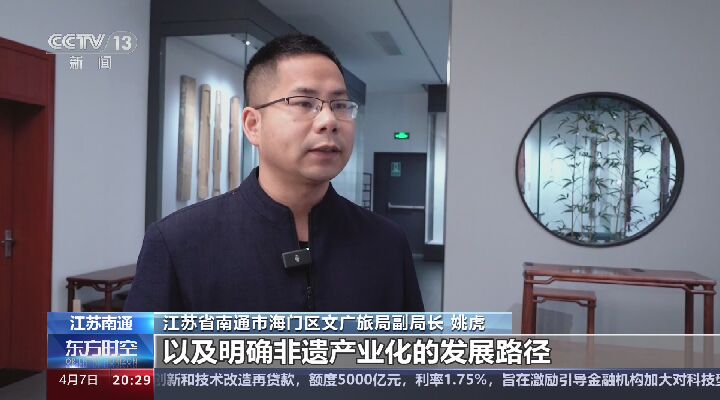 CCTV 13
新闻
江苏南通
江苏省南通市海门区文广旅局副局长 姚虎
东方时空
以及明确非遗产业化的发展路径
4月7日 20:29 创新和技术改造再贷款，额度5000亿元，利率1.75%，旨在激励引导金融机构加大对科技型